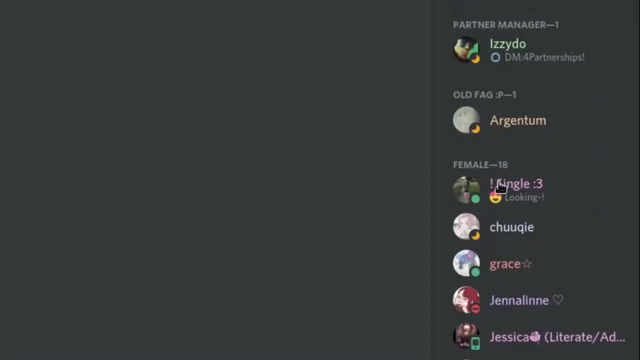 PARTNER MANAGER—1
Izzydo
DM:4Partnerships!
OLD FAG :P—1
Argentum
FEMALE—18
! Single :3
Looking~!
chuuqie
grace☆
Jennalinne ♡
Jessica (Literate/Ad...